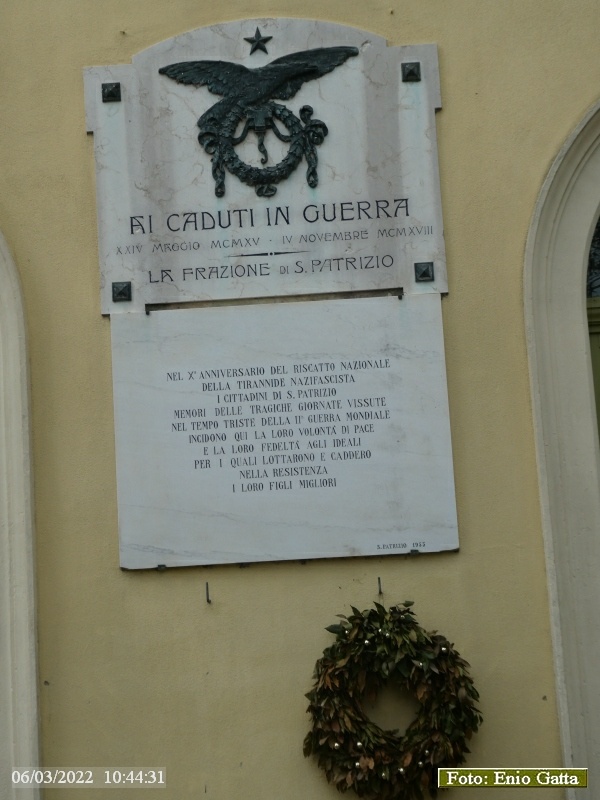 AI CADUTI IN GUERRA
XXIV MAGGIO MCMXV - IV NOVEMBRE MCMXVIII
LA FRAZIONE DI S. PATRIZIO
NEL X° ANNIVERSARIO DEL RISCATTO NAZIONALE
DELLA TIRANNIDE NAZIFASCISTA
I CITTADINI DI S. PATRIZIO
MEMORI DELLE TRAGICHE GIORNATE VISSUTE
NEL TEMPO TRISTE DELLA IIª GUERRA MONDIALE
INCIDONO QUI LA LORO VOLONTÀ DI PACE
E LA LORO FEDELTÀ AGLI IDEALI
PER I QUALI LOTTARONO E CADDERO
NELLA RESISTENZA
I LORO FIGLI MIGLIORI
S. PATRIZIO 1955
06/03/2022 10:44:31
Foto: Enio Gatta